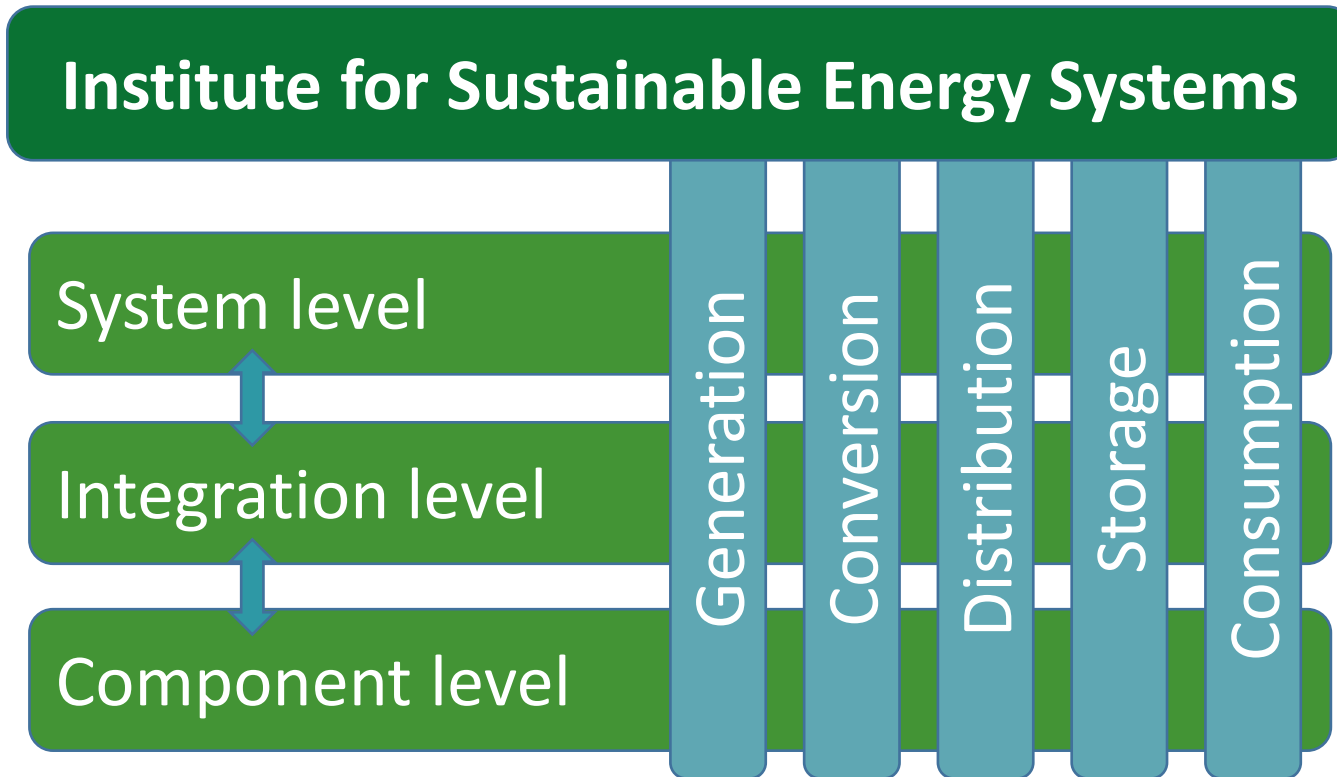 Institute for Sustainable Energy Systems
System level
Integration level
Component level
Generation
Conversion
Distribution
Storage
Consumption